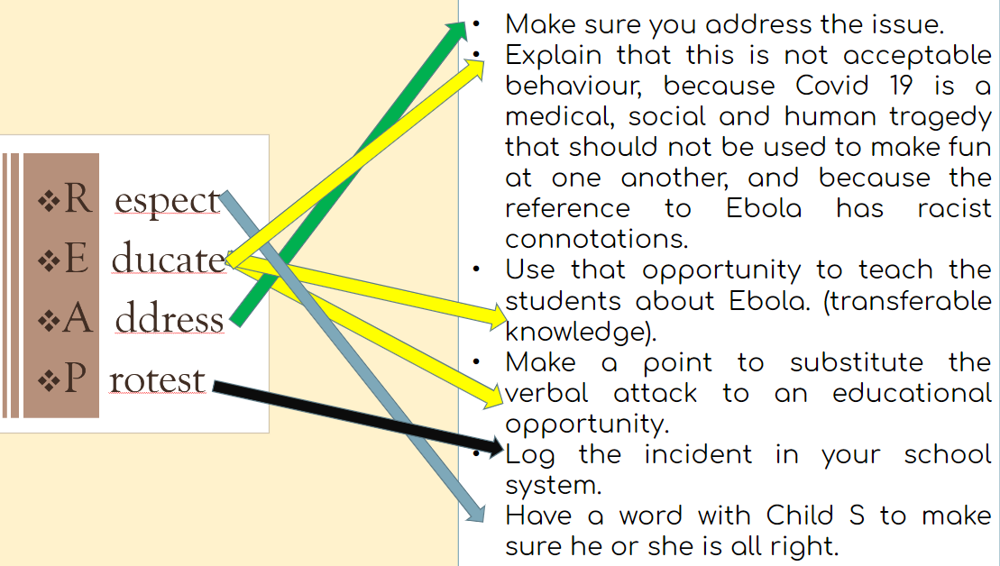 ❖R espect
❖E ducate
❖A ddress
❖P rotest
• Make sure you address the issue.
• Explain that this is not acceptable
behaviour, because Covid 19 is a
medical, social and human tragedy
that should not be used to make fun
at one another, and because the
reference to Ebola has racist
connotations.
• Use that opportunity to teach the
students about Ebola. (transferable
knowledge).
• Make a point to substitute the
verbal attack to an educational
opportunity.
• Log the incident in your school
system.
Have a word with Child S to make
sure he or she is all right.